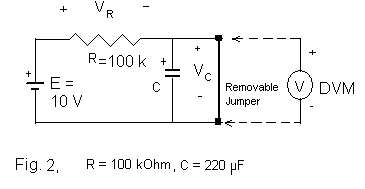 + V_R -
R=100 k
+
+
+
+
E =
10 V
C
V_C
-
Removable
Jumper
V
DVM
-
Fig. 2, R = 100 kOhm, C = 220 µF